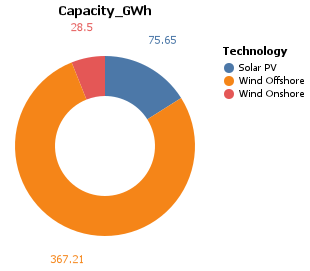 Capacity_GWh
28.5
75.65
Technology
Solar PV
Wind Offshore
Wind Onshore
367.21